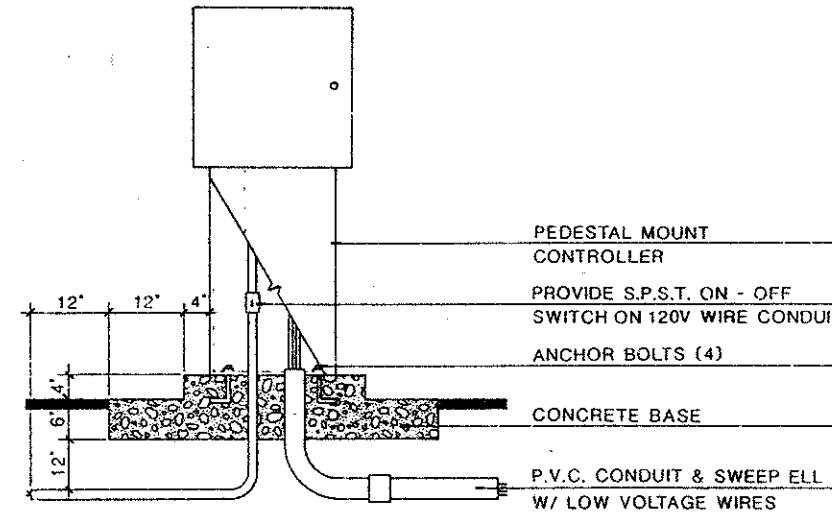 PEDESTAL MOUNT
CONTROLLER
PROVIDE S.P.S.T. ON - OFF
SWITCH ON 120V WIRE CONDUI
ANCHOR BOLTS (4)
CONCRETE BASE
P.V.C. CONDUIT & SWEEP ELL
W/ LOW VOLTAGE WIRES
12" 12" 4"
4"
6"
12"